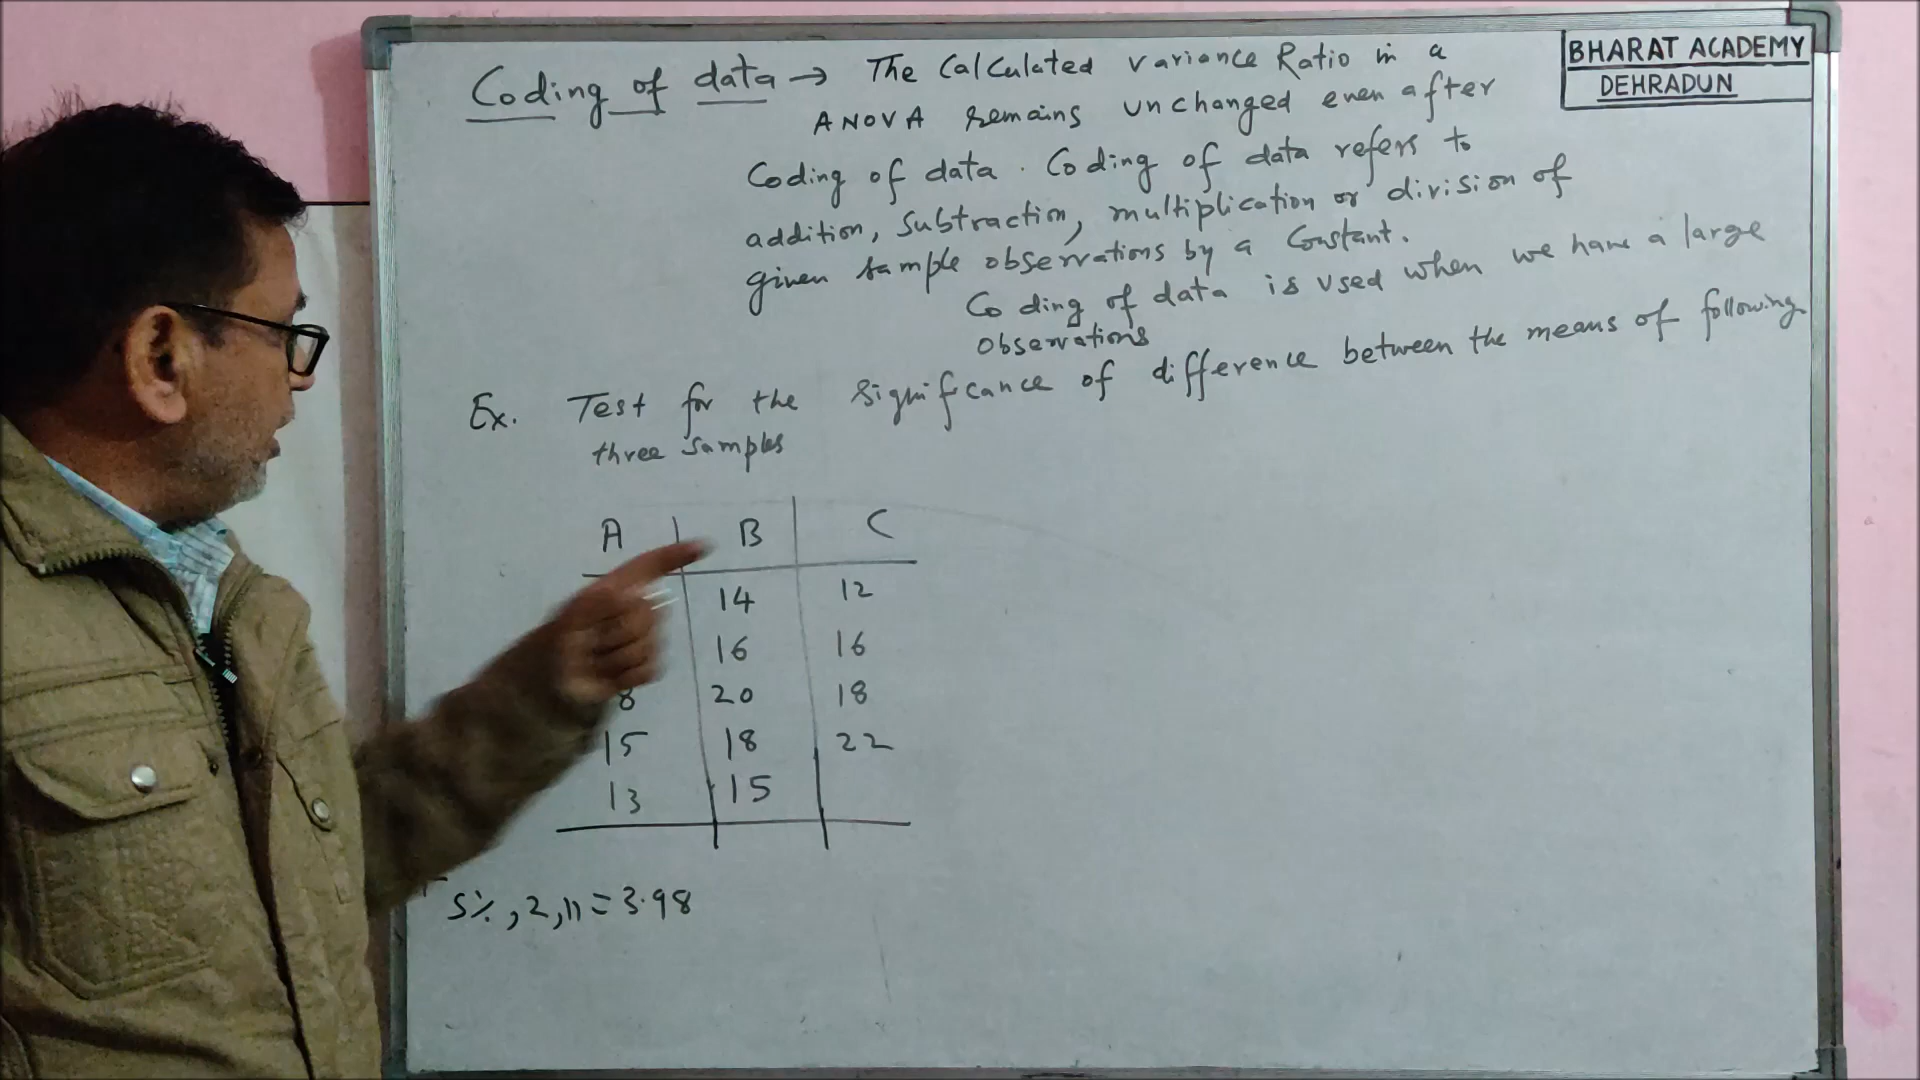 BHARAT ACADEMY
DEHRADUN
Coding of data → The Calculated variance Ratio in a
ANOVA remains unchanged even after
Coding of data. Coding of data refers to
addition, subtraction, multiplication or division of
given sample observations by a Constant.
Coding of data is used when we have a large
observations
Ex. Test for the Significance of difference between the means of following
three samples
A B C
14 12
16 16
8 20 18
15 18 22
13 15
5%, 2, 11 = 3.98